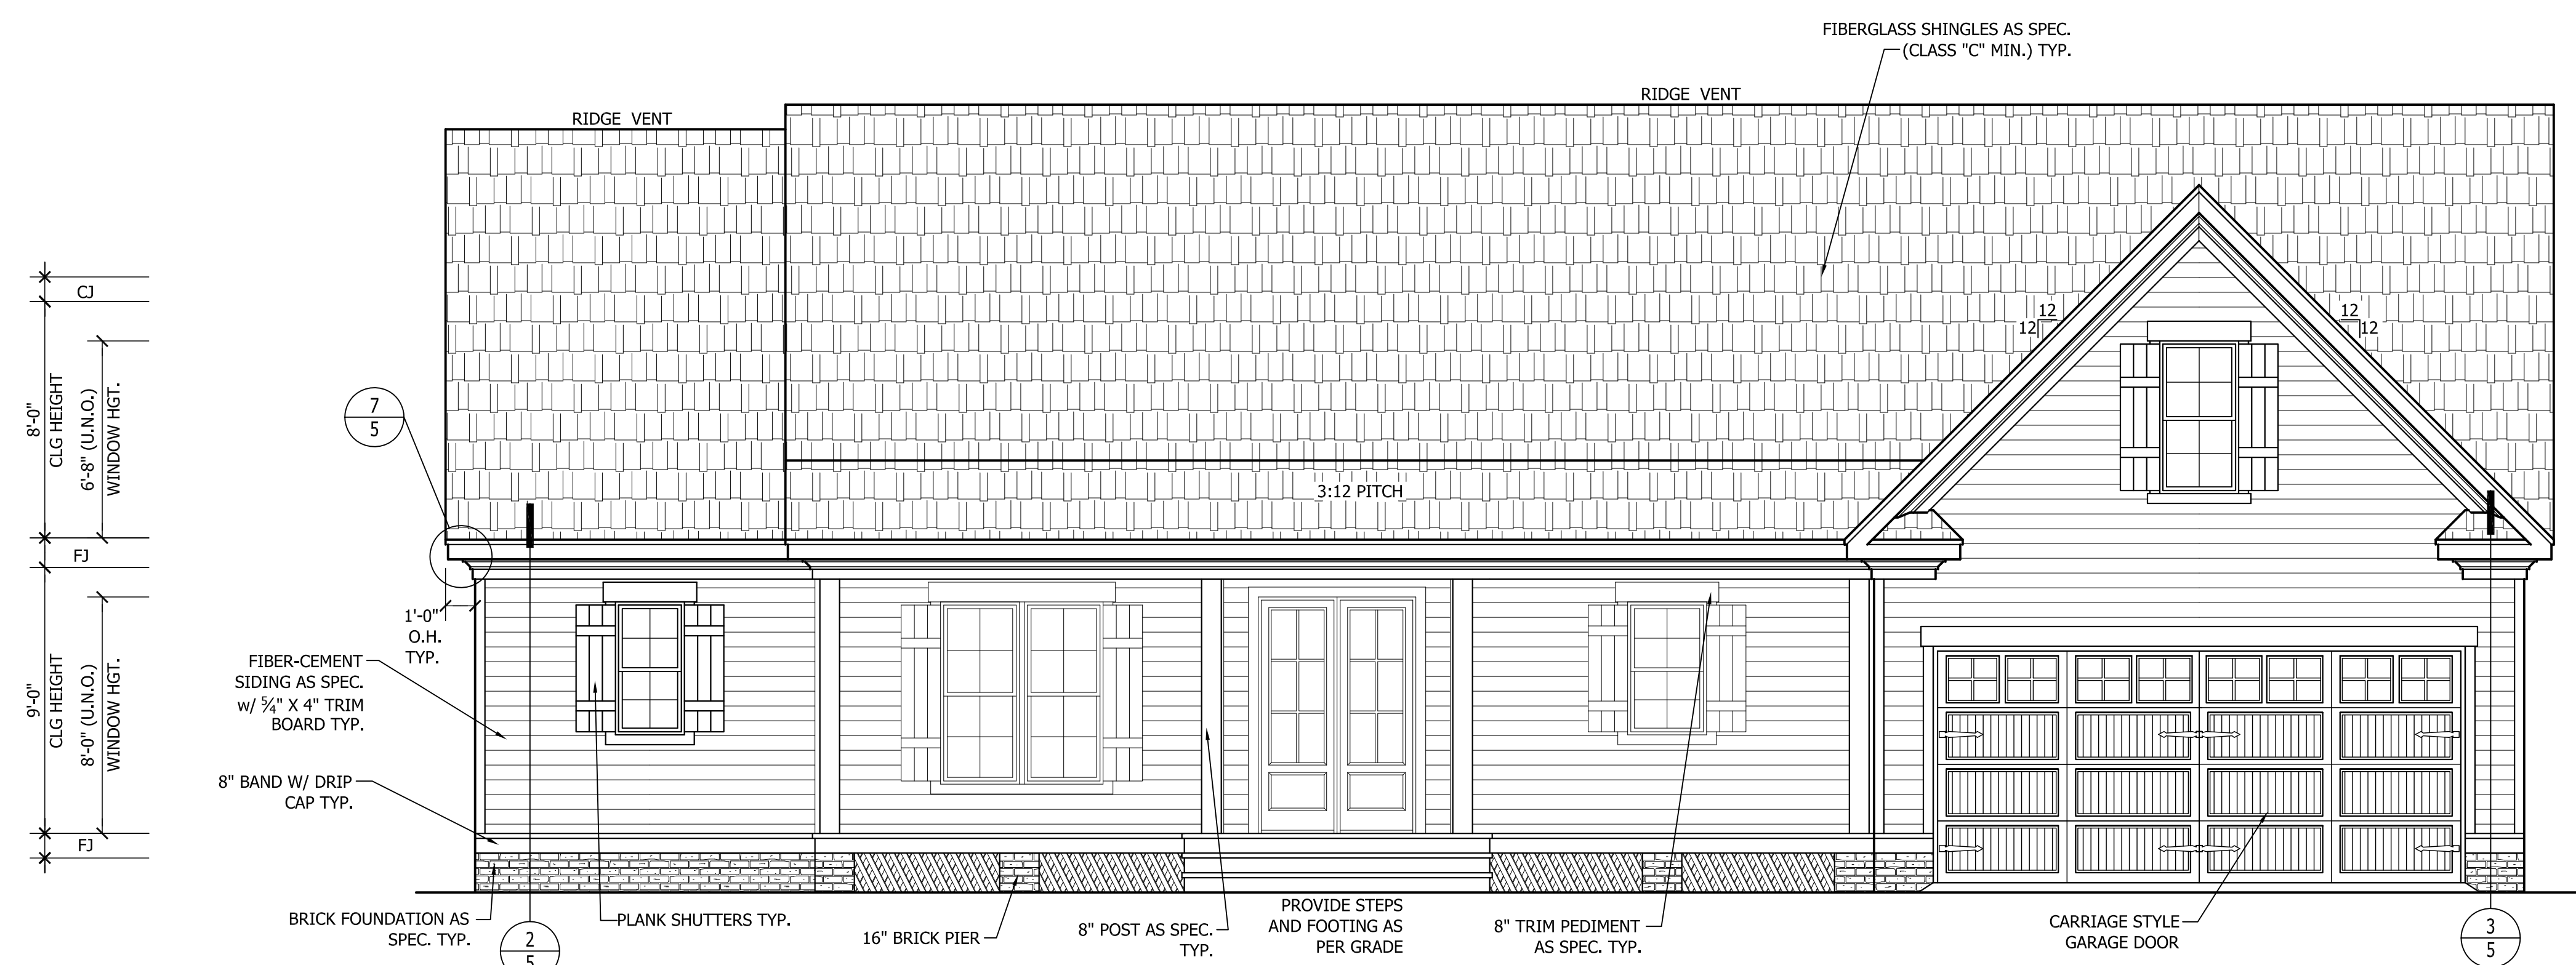 FIBERGLASS SHINGLES AS SPEC.
(CLASS "C" MIN.) TYP.
RIDGE VENT
RIDGE VENT
CJ
8'-0"
CLG HEIGHT
6'-8" (U.N.O.)
WINDOW HGT.
FJ
9'-0"
CLG HEIGHT
8'-0" (U.N.O.)
WINDOW HGT.
FJ
7
5
12
12
12
12
3:12 PITCH
1'-0"
O.H.
TYP.
FIBER-CEMENT
SIDING AS SPEC.
w/ 5/4" X 4" TRIM
BOARD TYP.
8" BAND W/ DRIP
CAP TYP.
BRICK FOUNDATION AS
SPEC. TYP.
2
5
PLANK SHUTTERS TYP.
16" BRICK PIER
8" POST AS SPEC.
TYP.
PROVIDE STEPS
AND FOOTING AS
PER GRADE
8" TRIM PEDIMENT
AS SPEC. TYP.
CARRIAGE STYLE
GARAGE DOOR
3
5